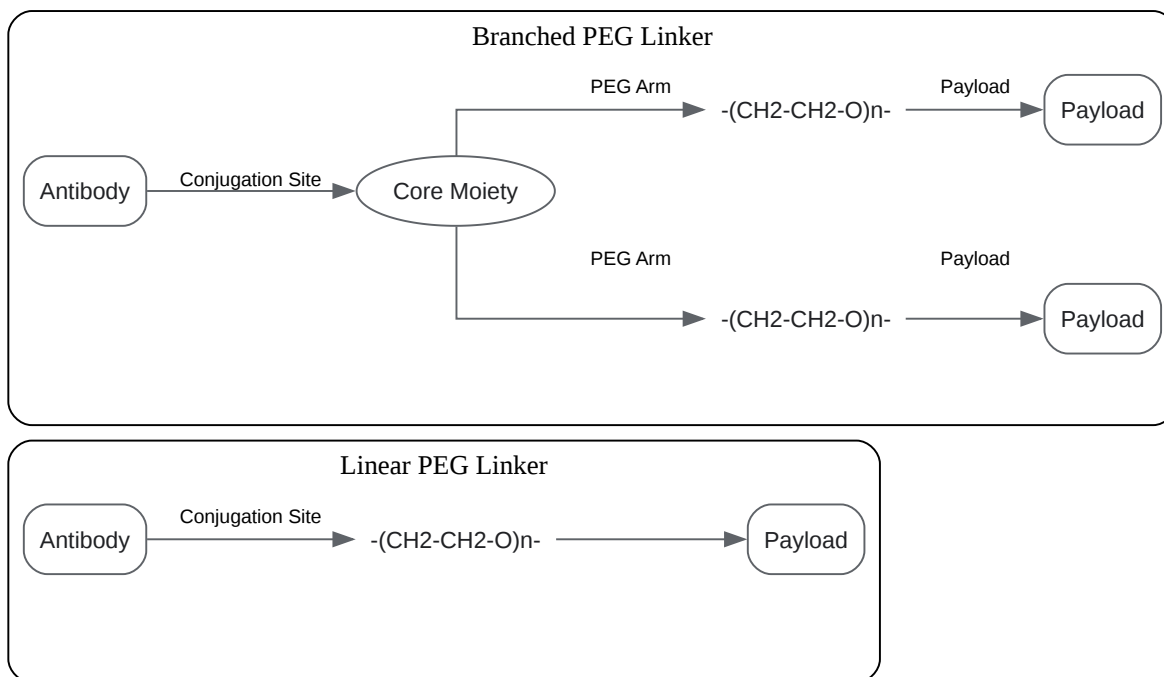 Branched PEG Linker
PEG Arm
Payload
-(CH2-CH2-O)n-
Payload
Antibody
Conjugation Site
Core Moiety
PEG Arm
Payload
-(CH2-CH2-O)n-
Payload
Linear PEG Linker
Antibody
Conjugation Site
-(CH2-CH2-O)n-
Payload